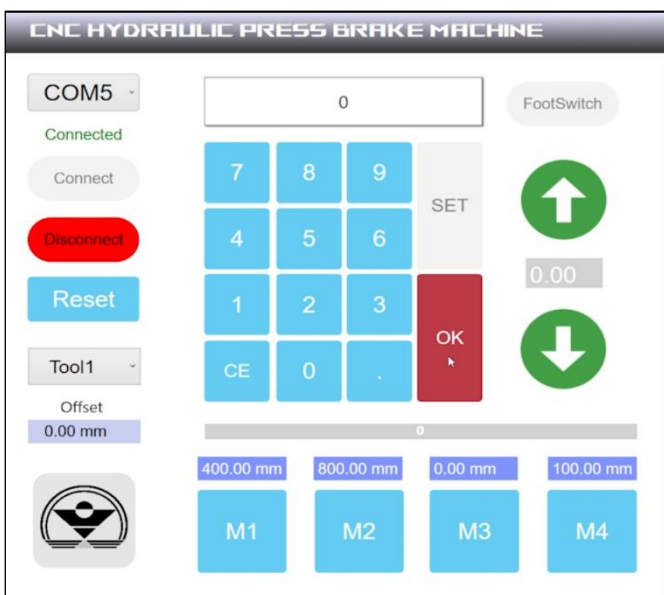 CNC HYDRAULIC PRESS BRAKE MACHINE
COM5
Connected
Connect
Disconnect
Reset
Tool1
Offset
0.00 mm
0
7 8 9
SET
4 5 6
1 2 3
OK
CE 0 .
FootSwitch
0.00
0
400.00 mm 800.00 mm 0.00 mm 100.00 mm
M1 M2 M3 M4